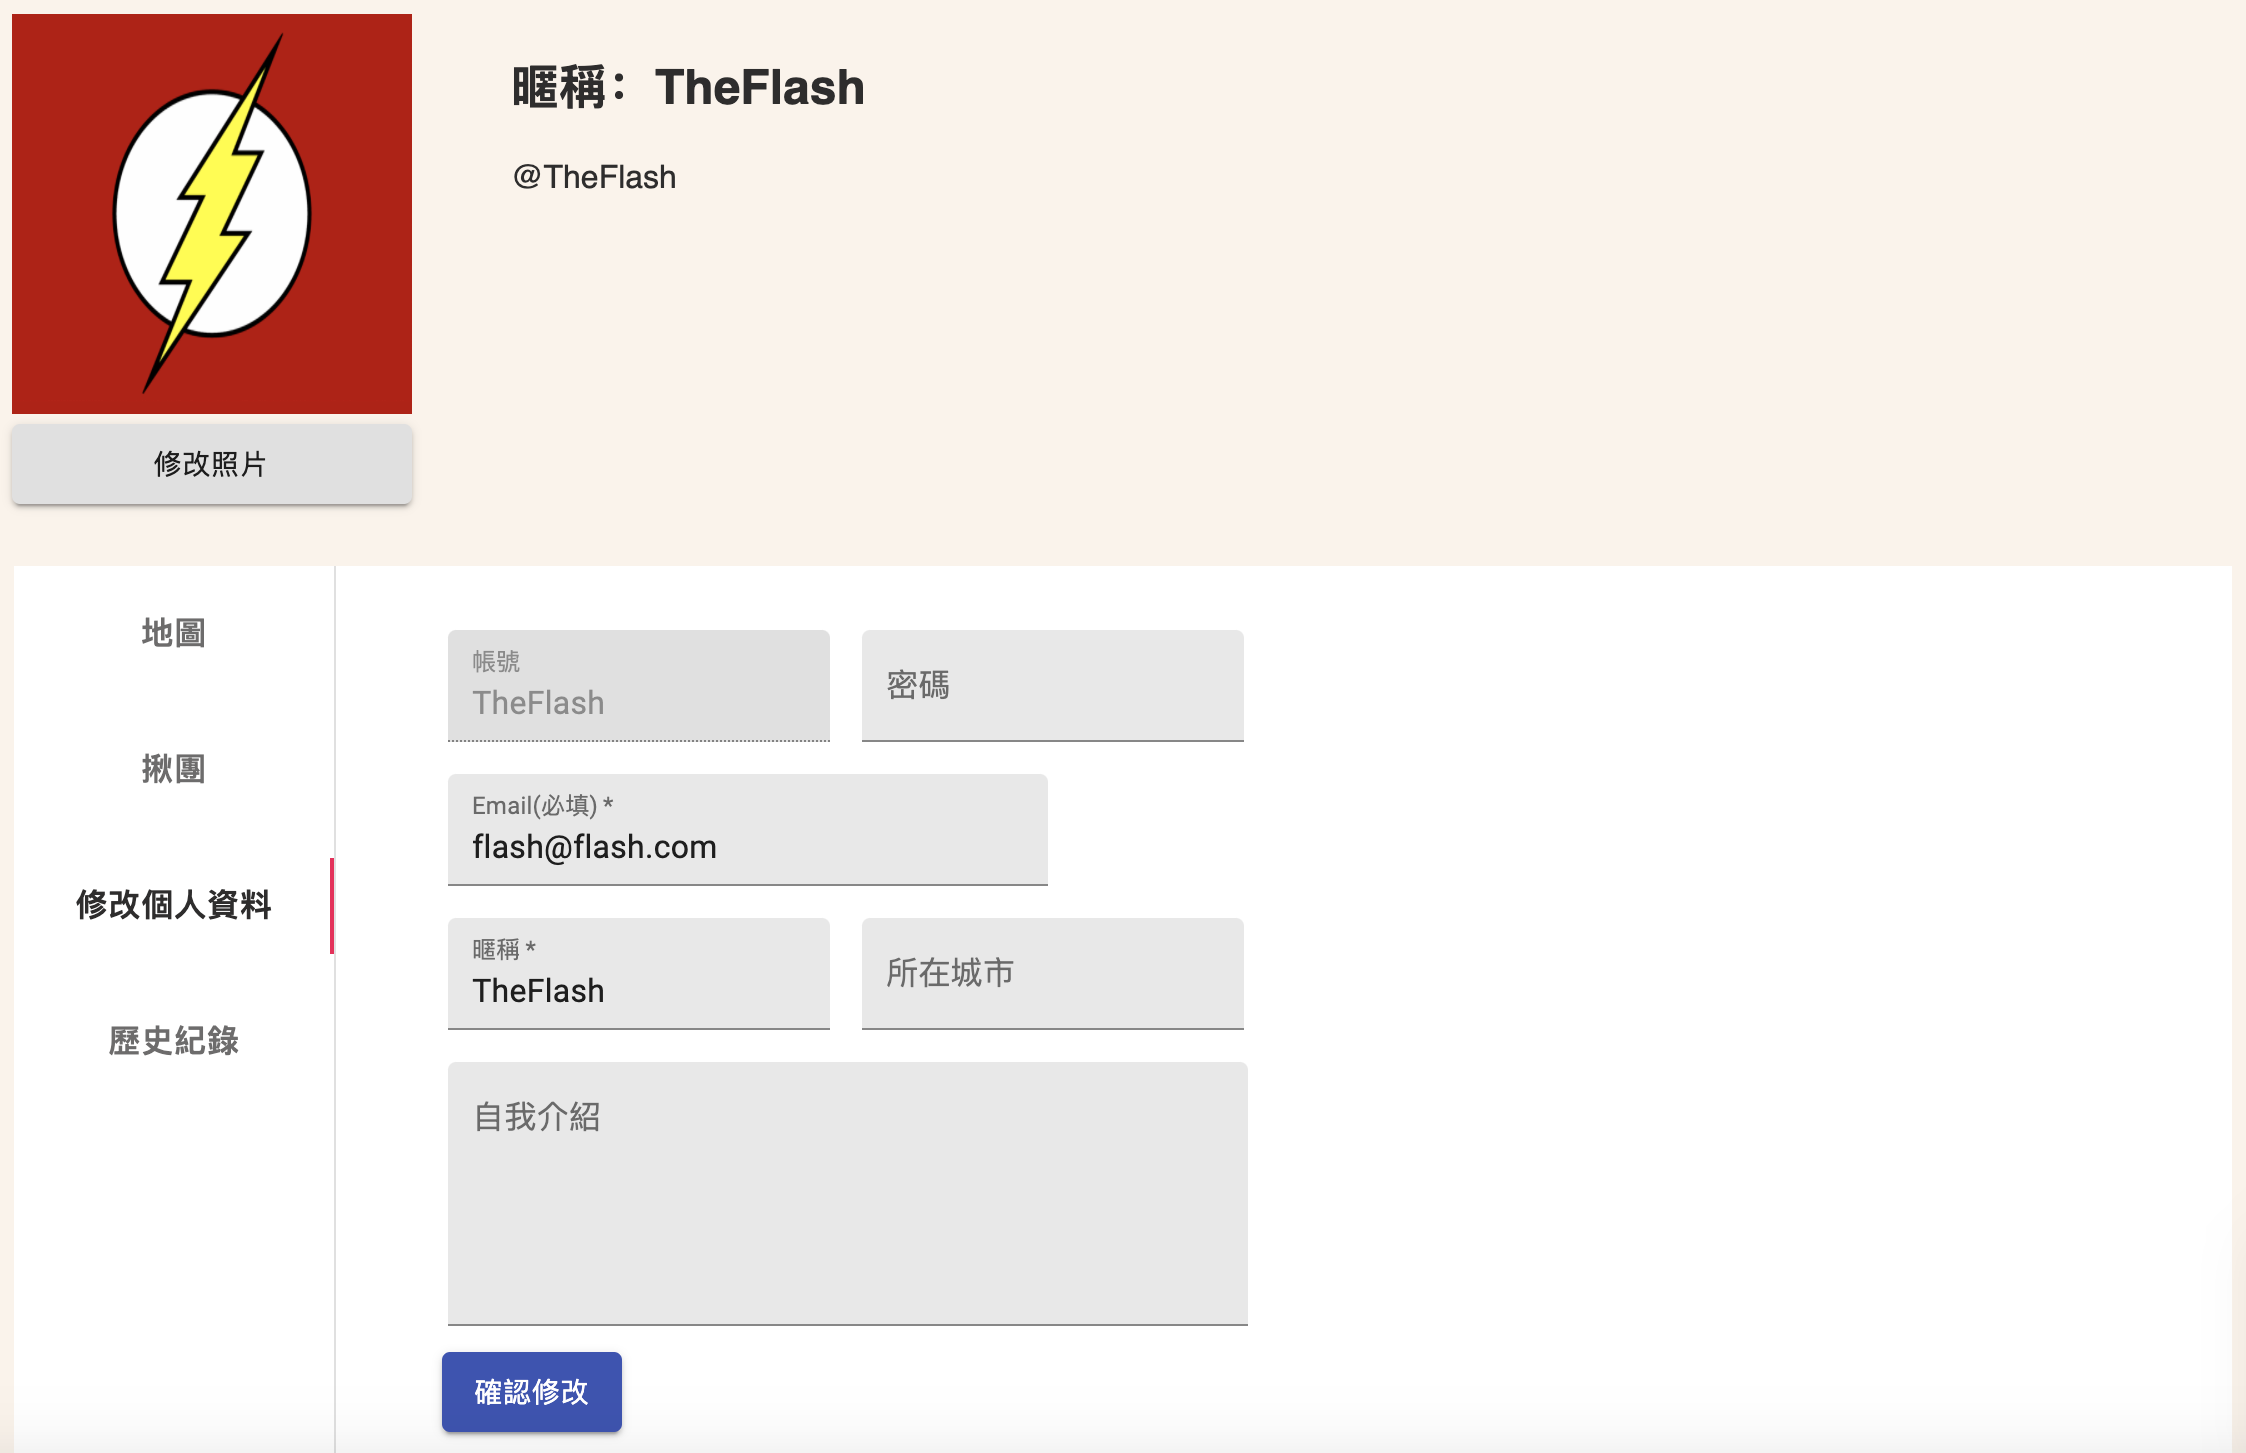 暱稱：TheFlash
@TheFlash
修改照片
地圖
揪團
修改個人資料
歷史紀錄
帳號
TheFlash
密碼
Email(必填) *
flash@flash.com
暱稱 *
TheFlash
所在城市
自我介紹
確認修改